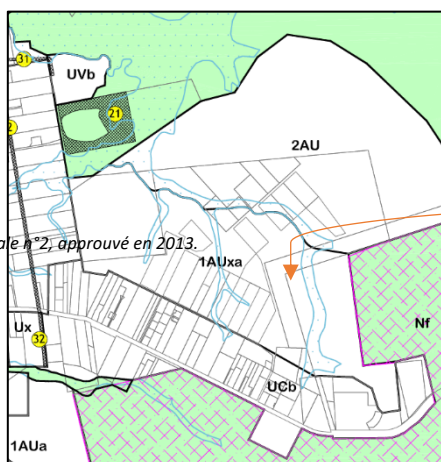 31
UVb
21
2
2AU
ale n°2, approuvé en 2013.
1AUxa
Ux
Nf
32
UCb
1AUa